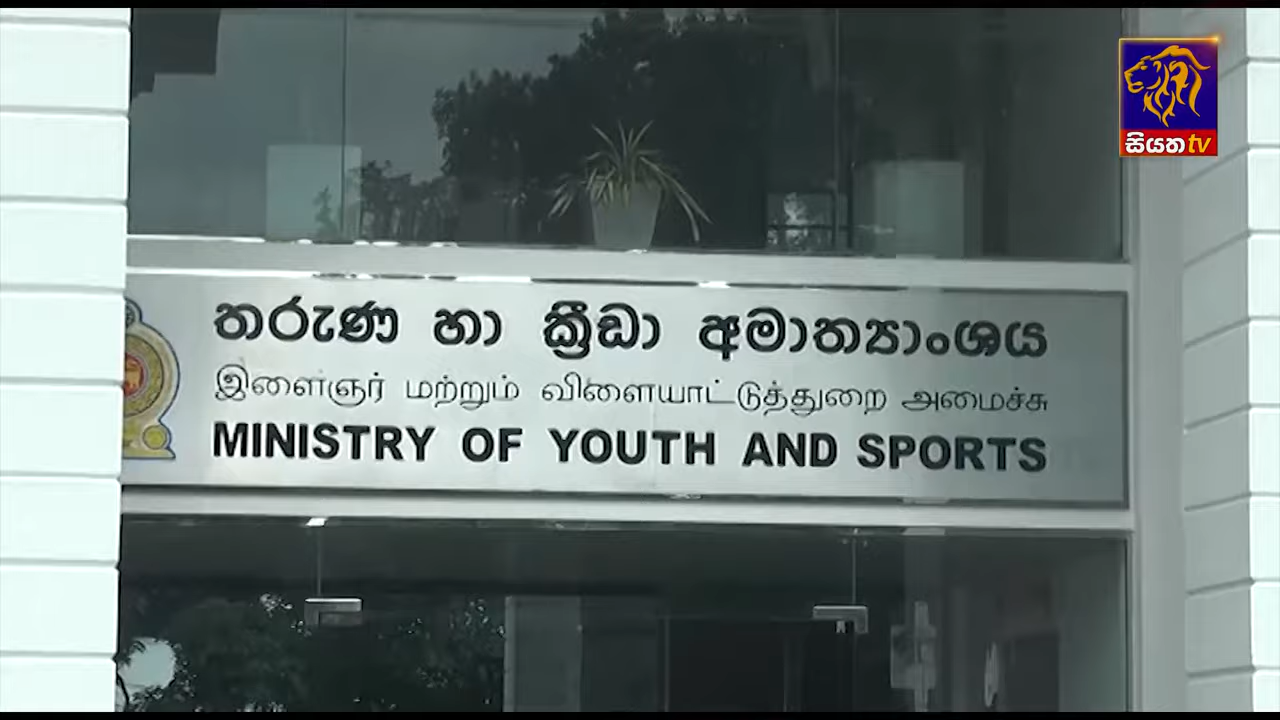 සියත tv
තරුණ හා ක්‍රීඩා අමාත්‍යාංශය
இளைஞர் மற்றும் விளையாட்டுத்துறை அமைச்சு
MINISTRY OF YOUTH AND SPORTS